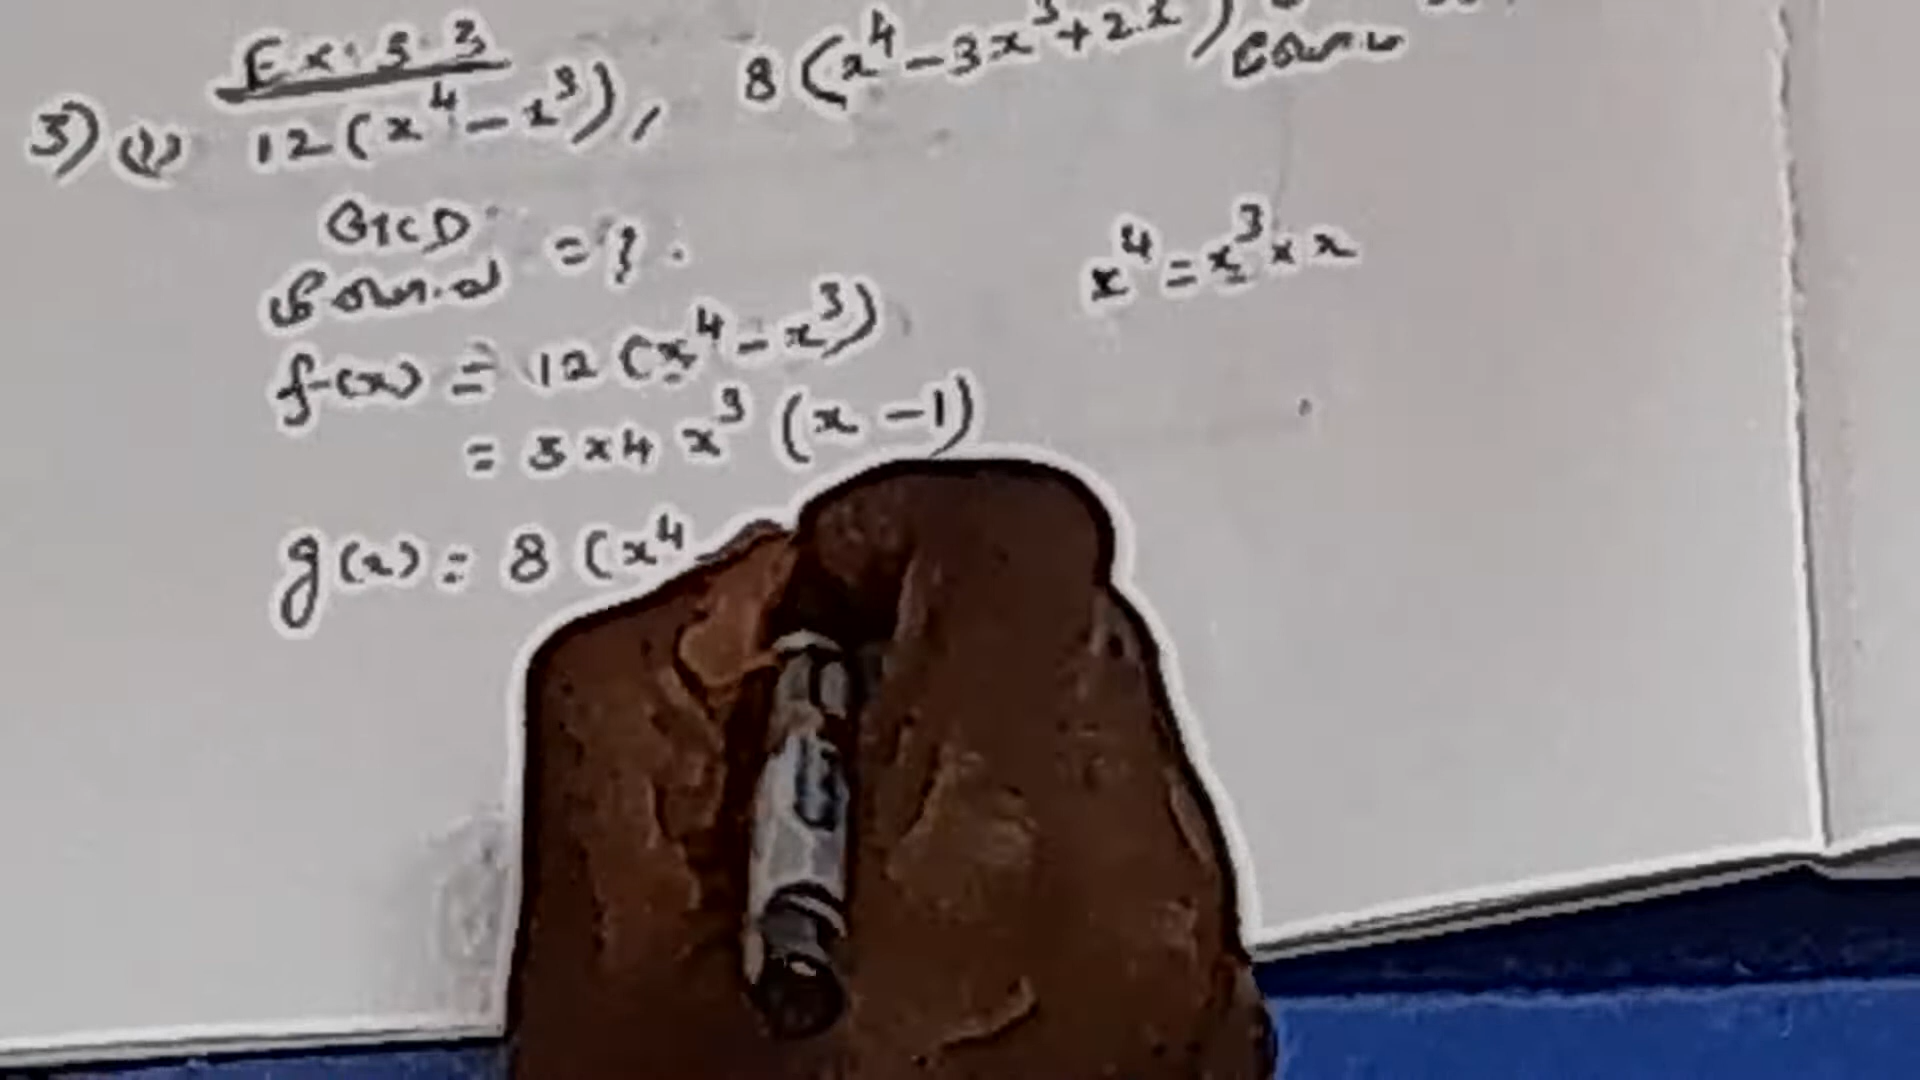 Ex. 3.3
3) (i) 12(x⁴ – x³), 8(x⁴ – 3x³ + 2x
GCD = ?.
x⁴ = x³ × x
f(x) = 12 (x⁴ – x³)
= 3 × 4 x³ (x – 1)
g(x) = 8 (x⁴